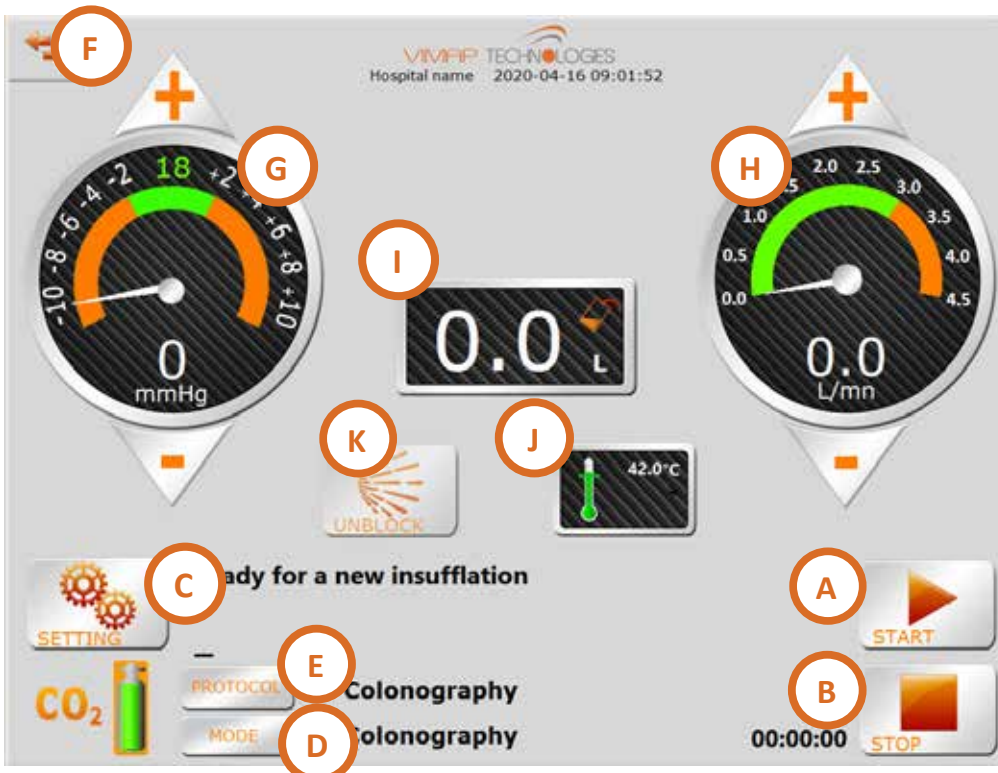 F
VIMAP TECHNOLOGIES
Hospital name 2020-04-16 09:01:52
+
+
G
H
-10 -8 -6 -4 -2 18 +2 +4 +6 +8 +10
0.0 0.5 1.0 2.0 2.5 3.0 3.5 4.0 4.5
I
0
mmHg
0.0
L
0.0
L/mn
-
-
K
J
UNBLOCK
42.0°C
C
ady for a new insufflation
A
SETTING
START
E
CO2
PROTOCOL
Colonography
B
MODE
D
Colonography
00:00:00
STOP